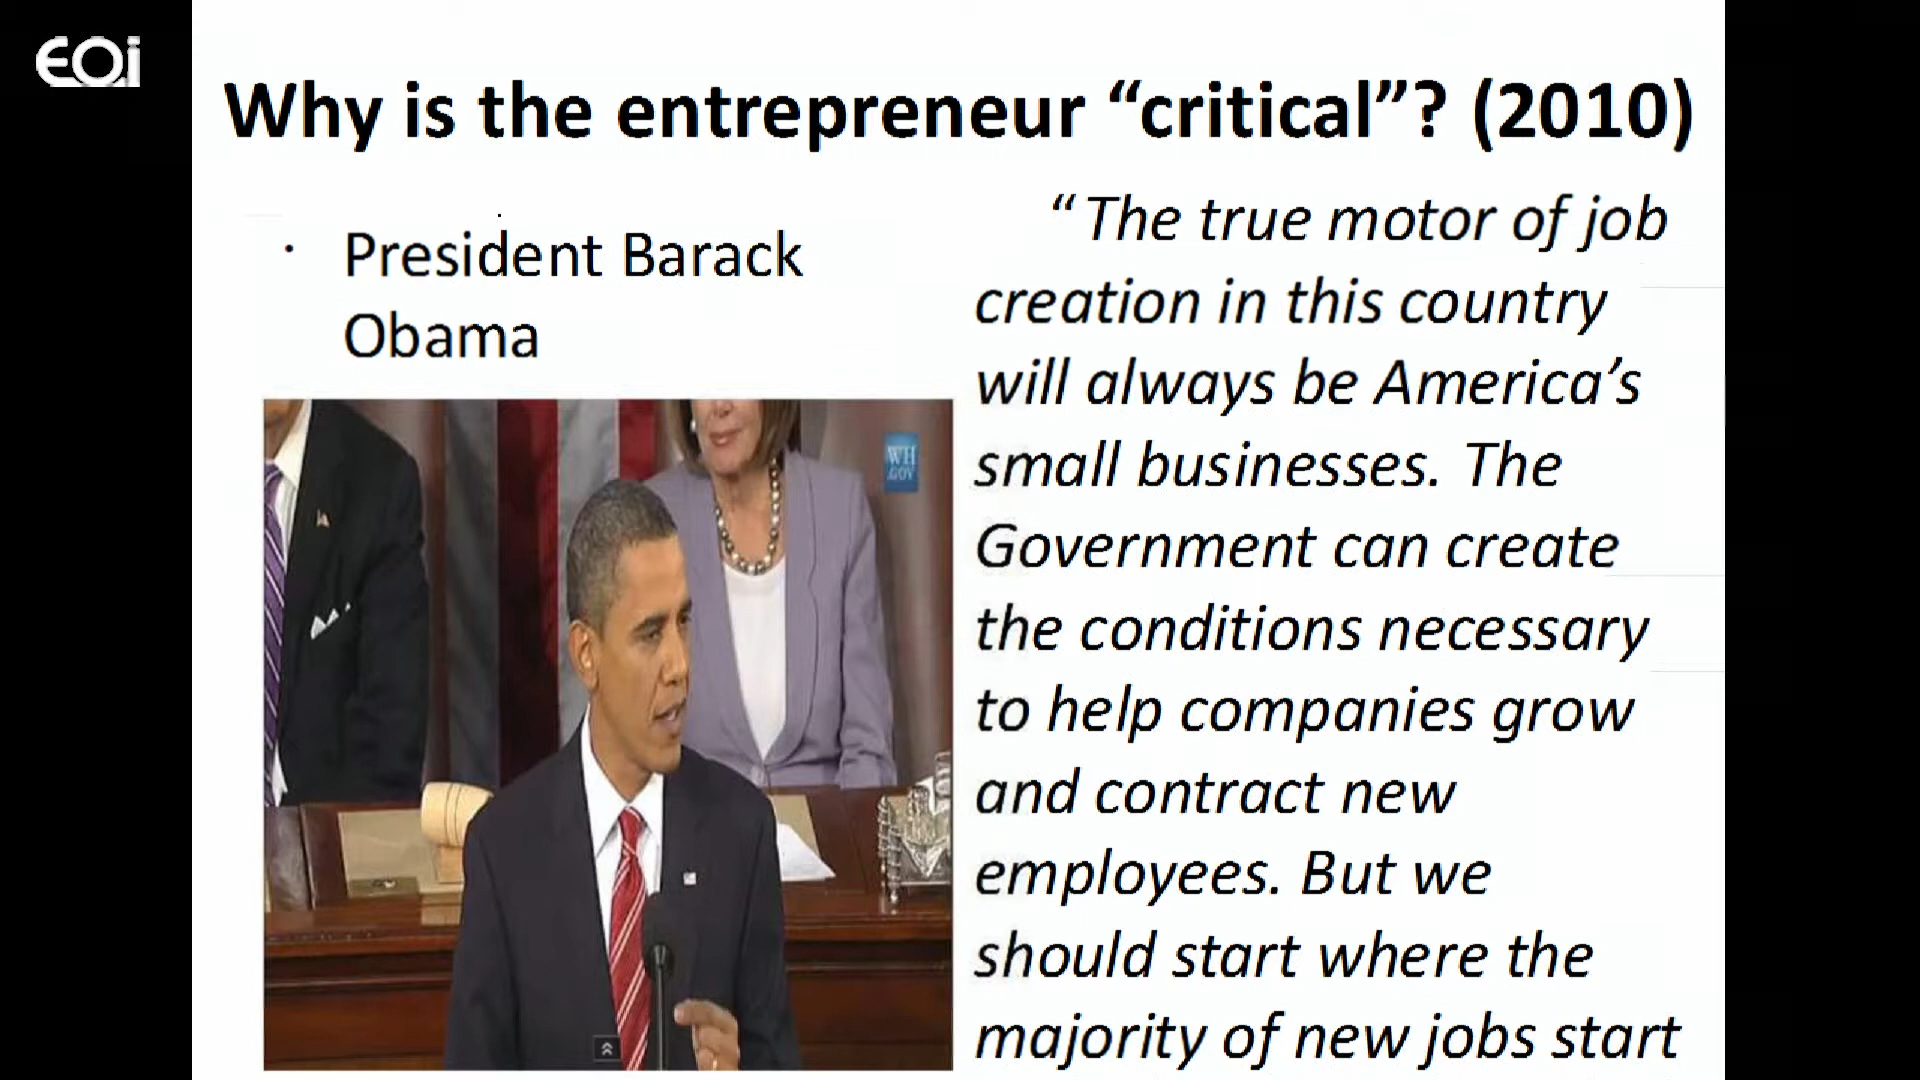 EOi
Why is the entrepreneur “critical”? (2010)
• President Barack
Obama
“ The true motor of job
creation in this country
will always be America’s
small businesses. The
Government can create
the conditions necessary
to help companies grow
and contract new
employees. But we
should start where the
majority of new jobs start
WH
.GOV